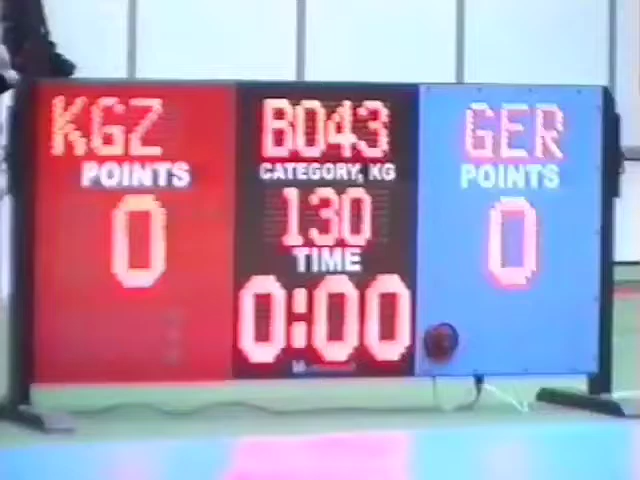 KGZ
POINTS
0
B043
CATEGORY, KG
130
TIME
0:00
GER
POINTS
0